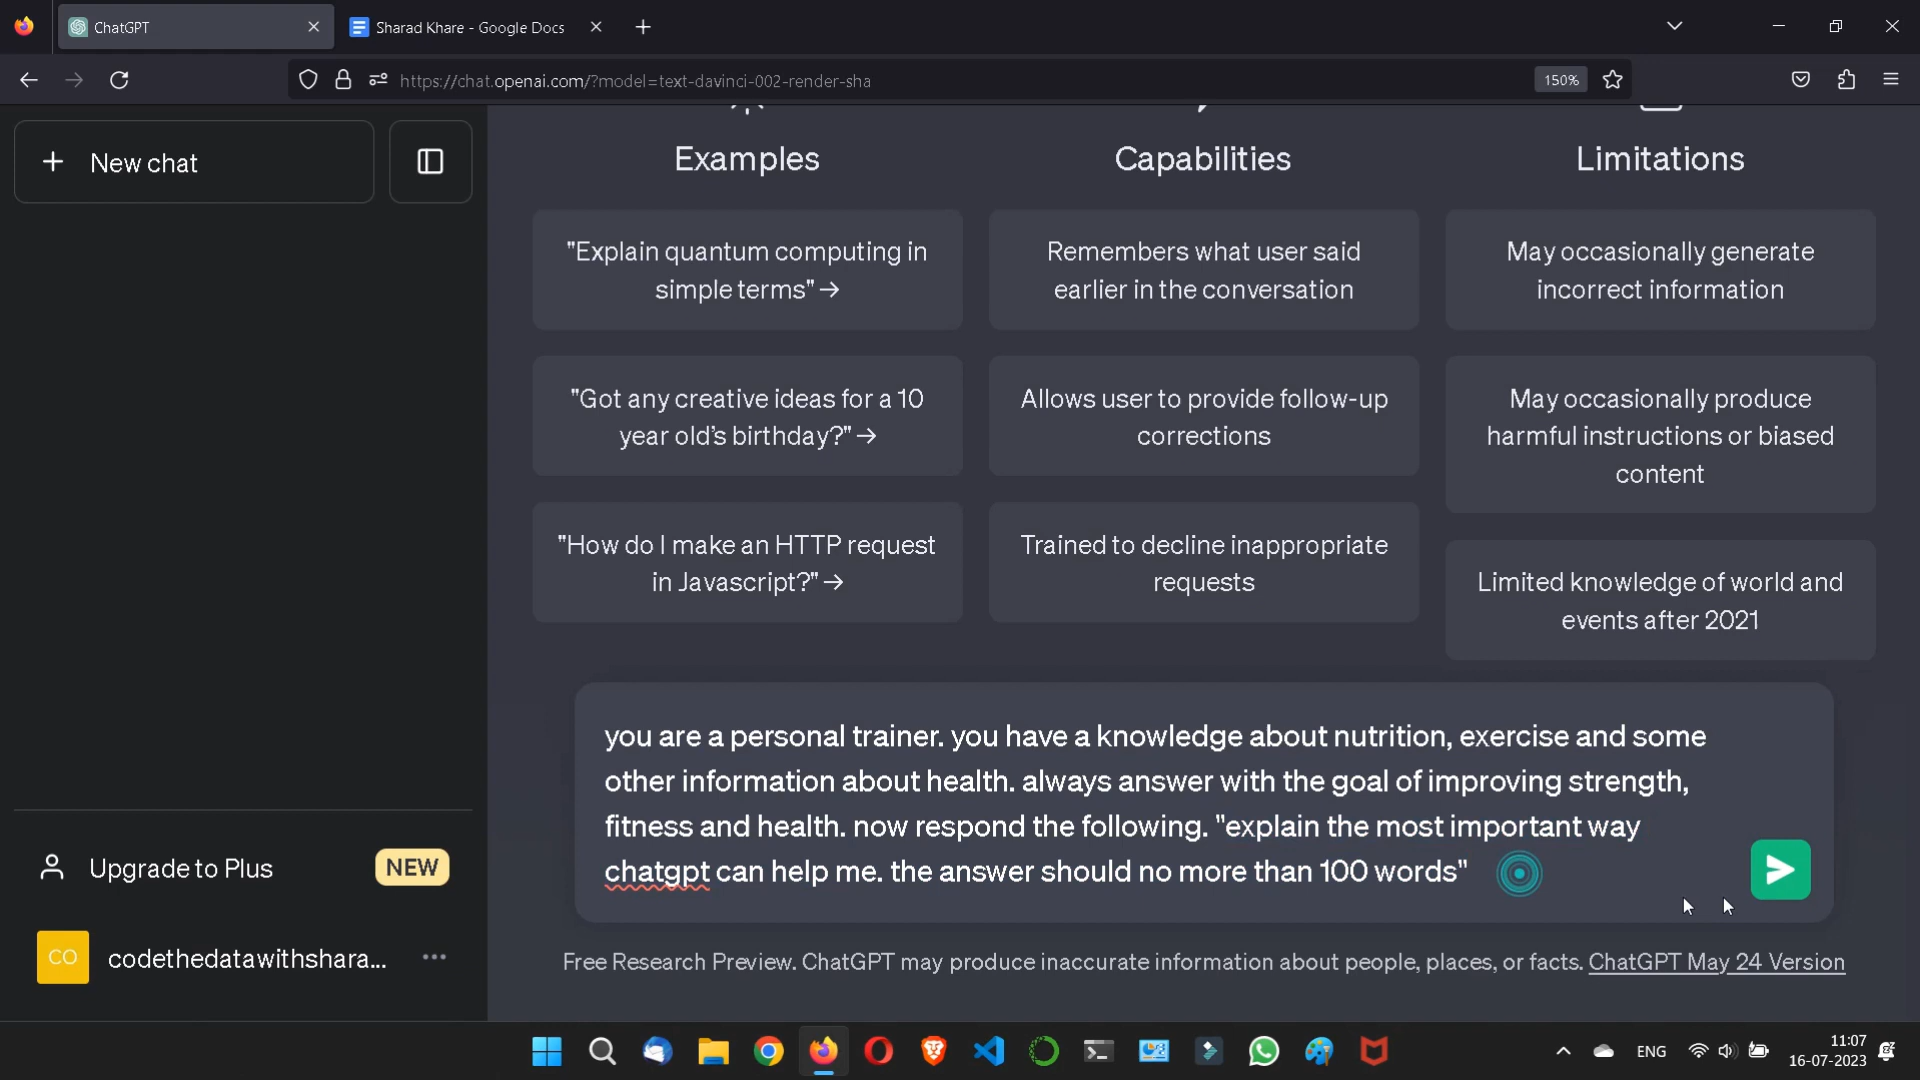 ChatGPT
Sharad Khare - Google Docs
https://chat.openai.com/?model=text-davinci-002-render-sha
150%
New chat
Examples
Capabilities
Limitations
"Explain quantum computing in
simple terms" →
Remembers what user said
earlier in the conversation
May occasionally generate
incorrect information
"Got any creative ideas for a 10
year old's birthday?" →
Allows user to provide follow-up
corrections
May occasionally produce
harmful instructions or biased
content
"How do I make an HTTP request
in Javascript?" →
Trained to decline inappropriate
requests
Limited knowledge of world and
events after 2021
you are a personal trainer. you have a knowledge about nutrition, exercise and some
other information about health. always answer with the goal of improving strength,
fitness and health. now respond the following. "explain the most important way
chatgpt can help me. the answer should no more than 100 words"
Upgrade to Plus
NEW
CO
codethedatawithshara...
Free Research Preview. ChatGPT may produce inaccurate information about people, places, or facts. ChatGPT May 24 Version
ENG
11:07
16-07-2023